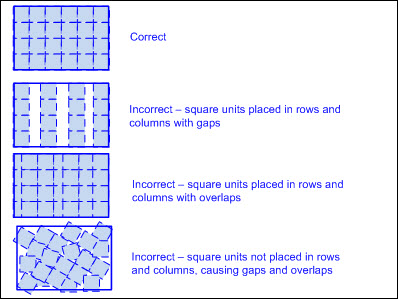 Correct
Incorrect – square units placed in rows and
columns with gaps
Incorrect – square units placed in rows and
columns with overlaps
Incorrect – square units not placed in rows
and columns, causing gaps and overlaps